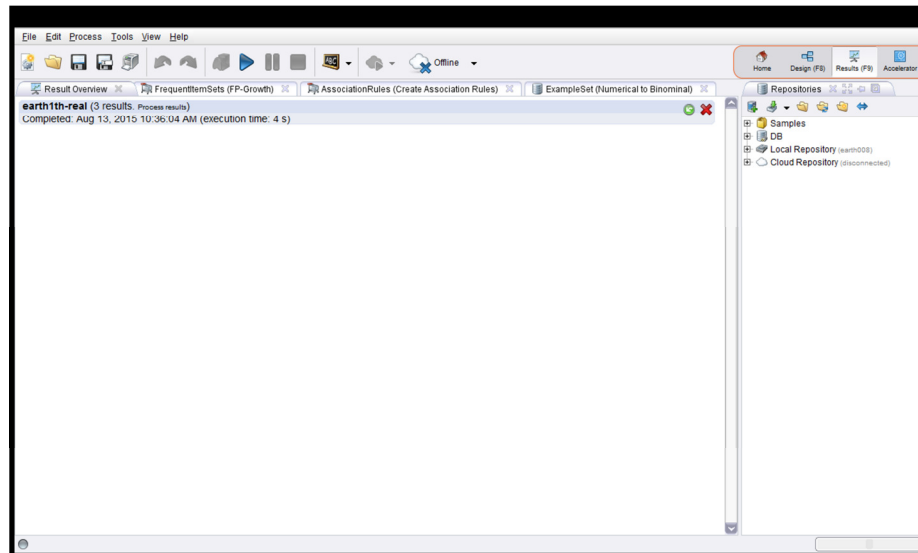 File Edit Process Tools View Help
ABC
Offline
Home Design (F8) Results (F9) Accelerator
Result Overview FrequentItemSets (FP-Growth) AssociationRules (Create Association Rules) ExampleSet (Numerical to Binominal) Repositories
earth1th-real (3 results. Process results)
Completed: Aug 13, 2015 10:36:04 AM (execution time: 4 s)
Samples
DB
Local Repository (earth008)
Cloud Repository (disconnected)